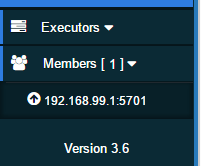 Executors
Members [ 1 ]
192.168.99.1:5701
Version 3.6